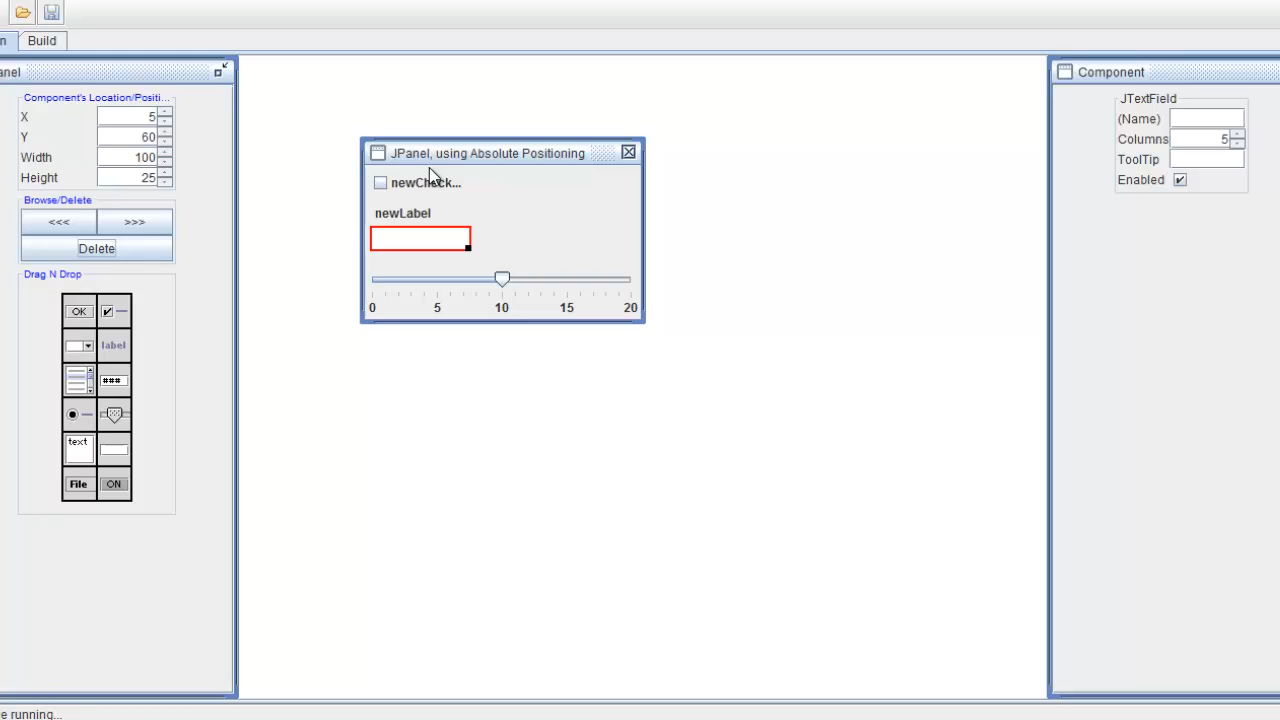 n
Build
anel
Component's Location/Positi...
X 5
Y 60
Width 100
Height 25
Browse/Delete
<<< >>>
Delete
Drag N Drop
OK
label
###
text
File ON
JPanel, using Absolute Positioning
newCheck...
newLabel
0 5 10 15 20
Component
JTextField
(Name)
Columns 5
ToolTip
Enabled
e running...